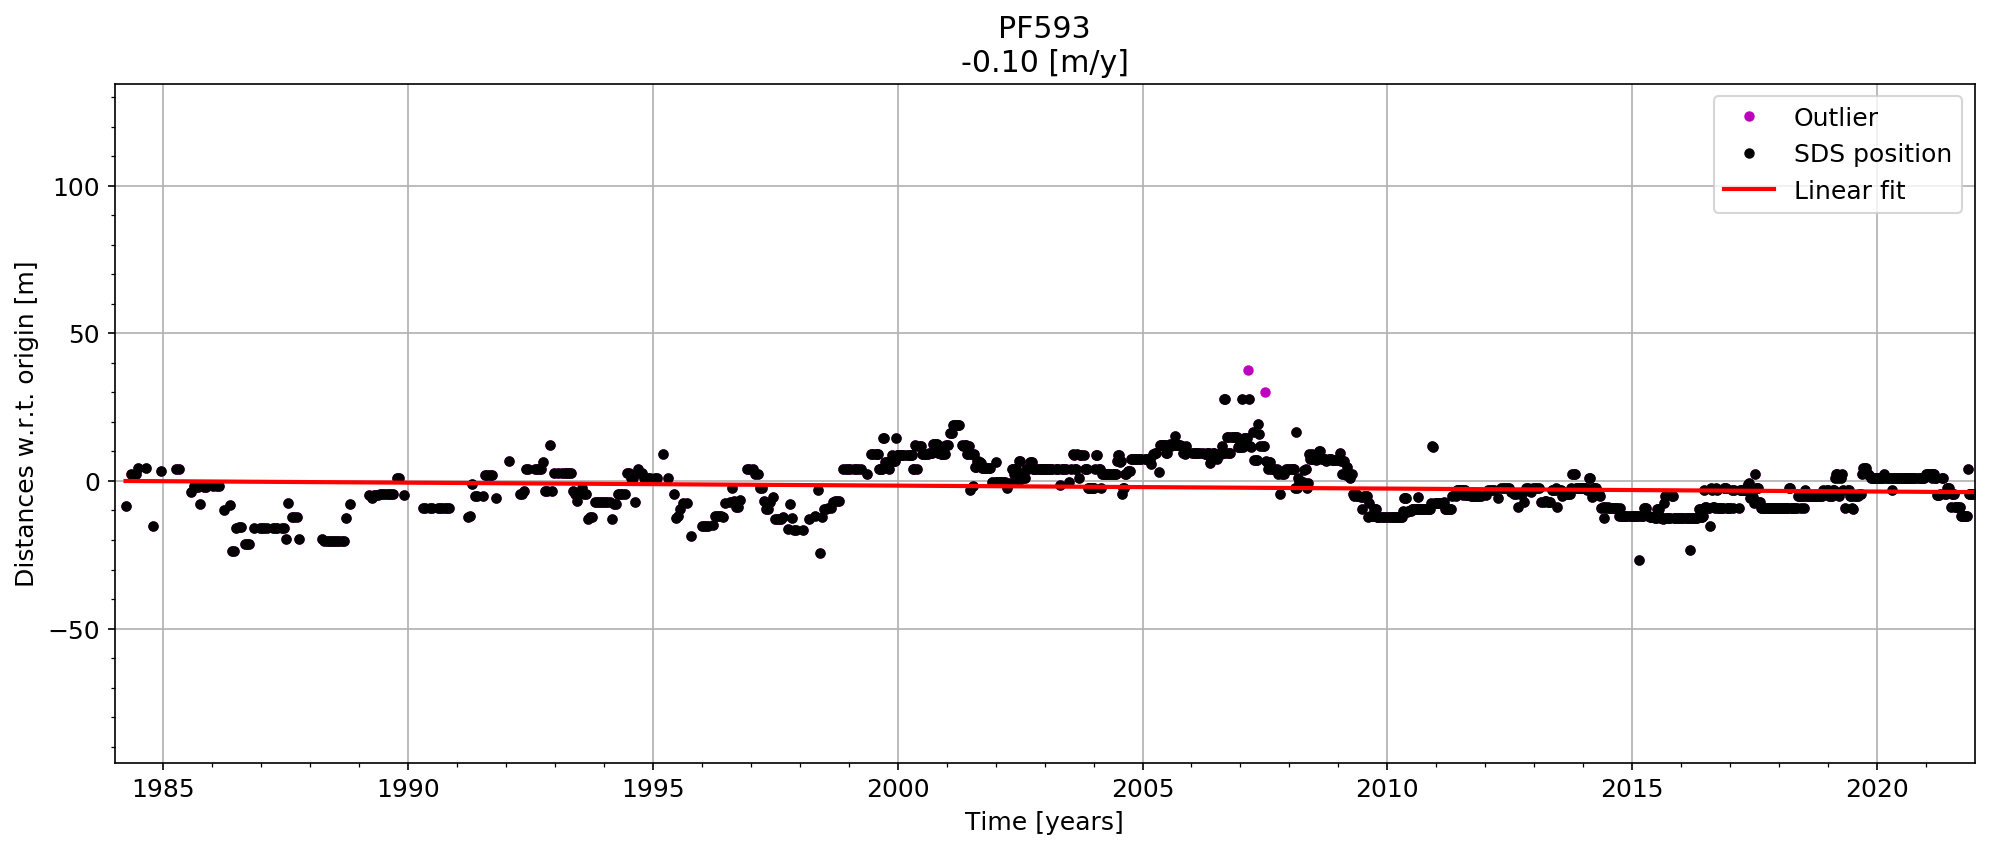 PF593
-0.10 [m/y]
Outlier
SDS position
Linear fit
Distances w.r.t. origin [m]
100
50
0
−50
1985 1990 1995 2000 2005 2010 2015 2020
Time [years]